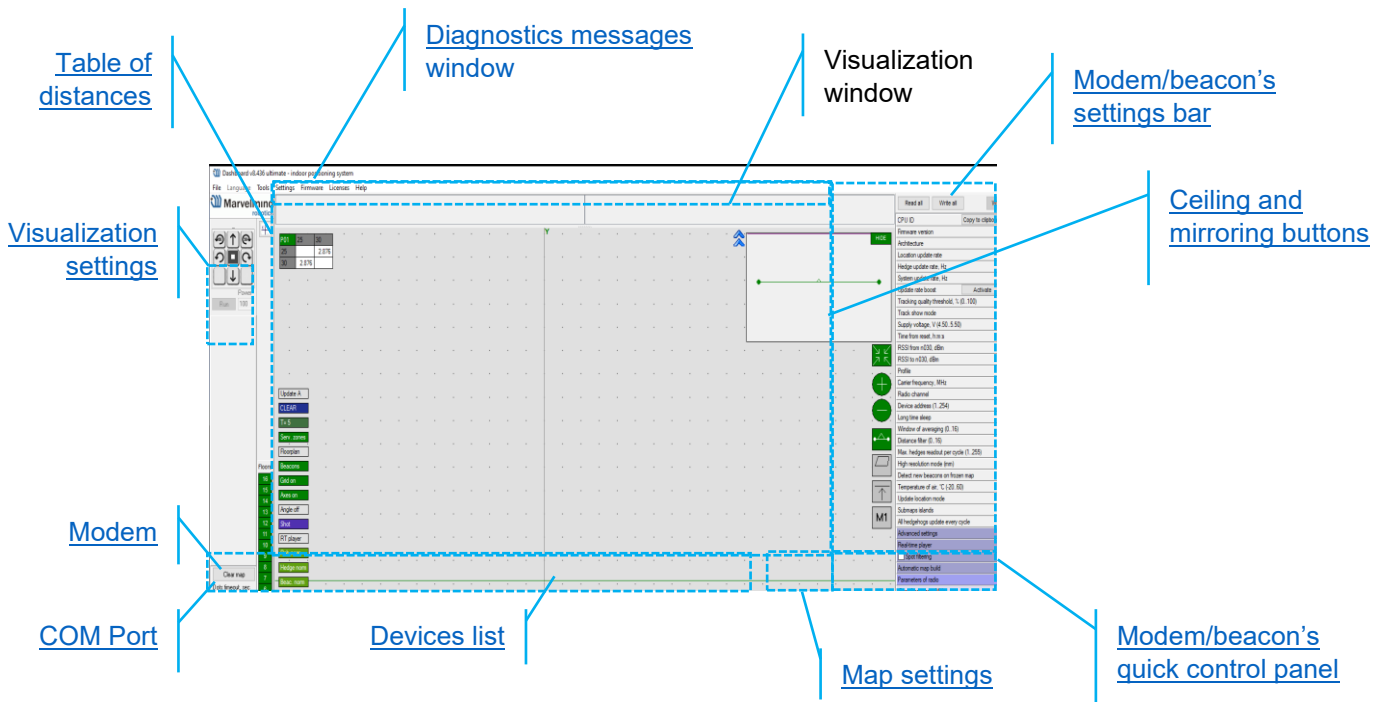 Table of
distances
Diagnostics messages
window
Visualization
window
Modem/beacon's
settings bar
Ceiling and
mirroring buttons
Visualization
settings
Modem
COM Port
Devices list
Map settings
Modem/beacon's
quick control panel
Dashboard v8.436 ultimate - indoor positioning system
File Language Tools Settings Firmware Licenses Help
Marvelmind
Power
Run 100
P01 25 30
25 2.876
30 2.876
Y
HIDE
Update A
CLEAR
T= 5
Serv. zones
Floorplan
Beacons
Grid on
Axes on
Angle off
Shot
RT player
Hedge norm
Beac. norm
Floors
16
15
14
13
12
11
10
9
8
7
Clear map
M1
Read all Write all
CPU ID Copy to clipbo
Firmware version
Architecture
Location update rate
Hedge update rate, Hz
System update rate, Hz
Update rate boost Activate
Tracking quality threshold, % (0..100)
Track show mode
Supply voltage, V (4.50..5.50)
Time from reset, h:m:s
RSSI from n030, dBm
RSSI to n030, dBm
Profile
Carrier frequency, MHz
Radio channel
Device address (1..254)
Long time sleep
Window of averaging (0..16)
Distance filter (0..16)
Max. hedges readout per cycle (1..255)
High resolution mode (mm)
Detect new beacons on frozen map
Temperature of air, °C (-20..60)
Update location mode
Submaps islands
All hedgehogs update every cycle
Advanced settings
Realtime player
filtering
Automatic map build
Parameters of radio